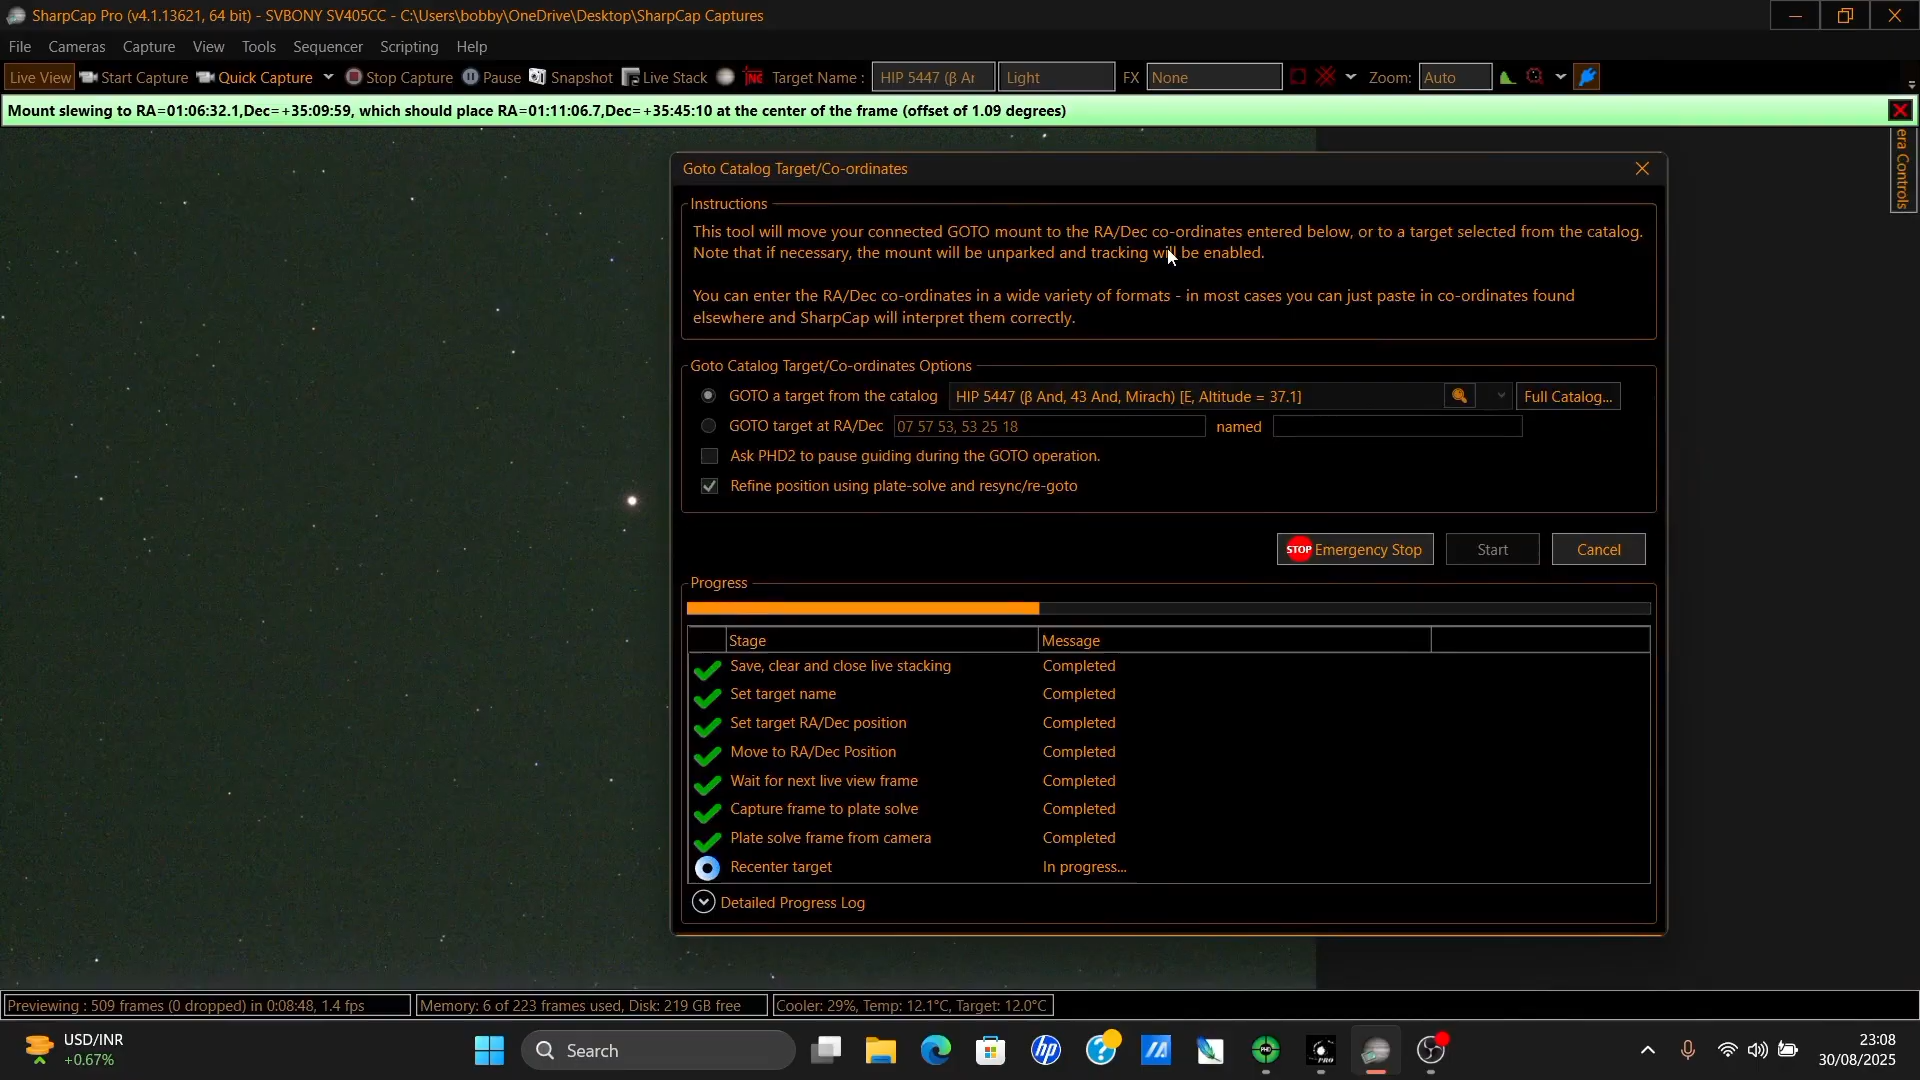 SharpCap Pro (v4.1.13621, 64 bit) - SVBONY SV405CC - C:\Users\bobby\OneDrive\Desktop\SharpCap Captures
File Cameras Capture View Tools Sequencer Scripting Help
Live View Start Capture Quick Capture Stop Capture Pause Snapshot Live Stack INC Target Name : HIP 5447 (β Ar Light FX None Zoom: Auto
Mount slewing to RA=01:06:32.1,Dec=+35:09:59, which should place RA=01:11:06.7,Dec=+35:45:10 at the center of the frame (offset of 1.09 degrees)
era Controls
Goto Catalog Target/Co-ordinates
Instructions
This tool will move your connected GOTO mount to the RA/Dec co-ordinates entered below, or to a target selected from the catalog.
Note that if necessary, the mount will be unparked and tracking will be enabled.
You can enter the RA/Dec co-ordinates in a wide variety of formats - in most cases you can just paste in co-ordinates found
elsewhere and SharpCap will interpret them correctly.
Goto Catalog Target/Co-ordinates Options
GOTO a target from the catalog HIP 5447 (β And, 43 And, Mirach) [E, Altitude = 37.1] Full Catalog...
GOTO target at RA/Dec 07 57 53, 53 25 18 named
Ask PHD2 to pause guiding during the GOTO operation.
Refine position using plate-solve and resync/re-goto
STOP Emergency Stop Start Cancel
Progress
Stage Message
Save, clear and close live stacking Completed
Set target name Completed
Set target RA/Dec position Completed
Move to RA/Dec Position Completed
Wait for next live view frame Completed
Capture frame to plate solve Completed
Plate solve frame from camera Completed
Recenter target In progress...
Detailed Progress Log
Previewing : 509 frames (0 dropped) in 0:08:48, 1.4 fps Memory: 6 of 223 frames used, Disk: 219 GB free Cooler: 29%, Temp: 12.1°C, Target: 12.0°C
USD/INR
+0.67%
Search
hp
PHD
PRO
23:08
30/08/2025